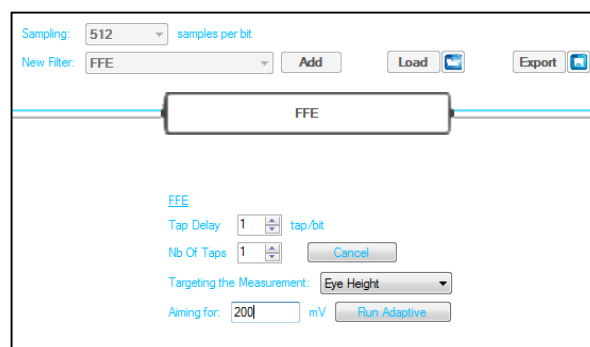 Sampling: 512 samples per bit
New Filter: FFE Add Load Export
FFE
FFE
Tap Delay 1 tap/bit
Nb Of Taps 1 Cancel
Targeting the Measurement: Eye Height
Aiming for: 200 mV Run Adaptive